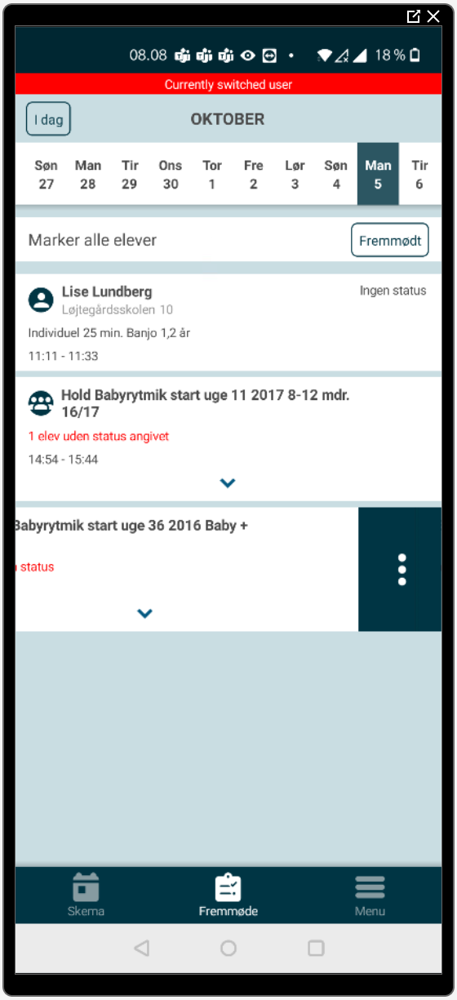 08.08 18 %
Currently switched user
I dag OKTOBER
Søn Man Tir Ons Tor Fre Lør Søn Man Tir
27 28 29 30 1 2 3 4 5 6
Marker alle elever Fremmødt
Lise Lundberg Ingen status
Løjtegårdsskolen 10
Individuel 25 min. Banjo 1,2 år
11:11 - 11:33
Hold Babyrytmik start uge 11 2017 8-12 mdr.
16/17
1 elev uden status angivet
14:54 - 15:44
Babyrytmik start uge 36 2016 Baby +
status
Skema Fremmøde Menu